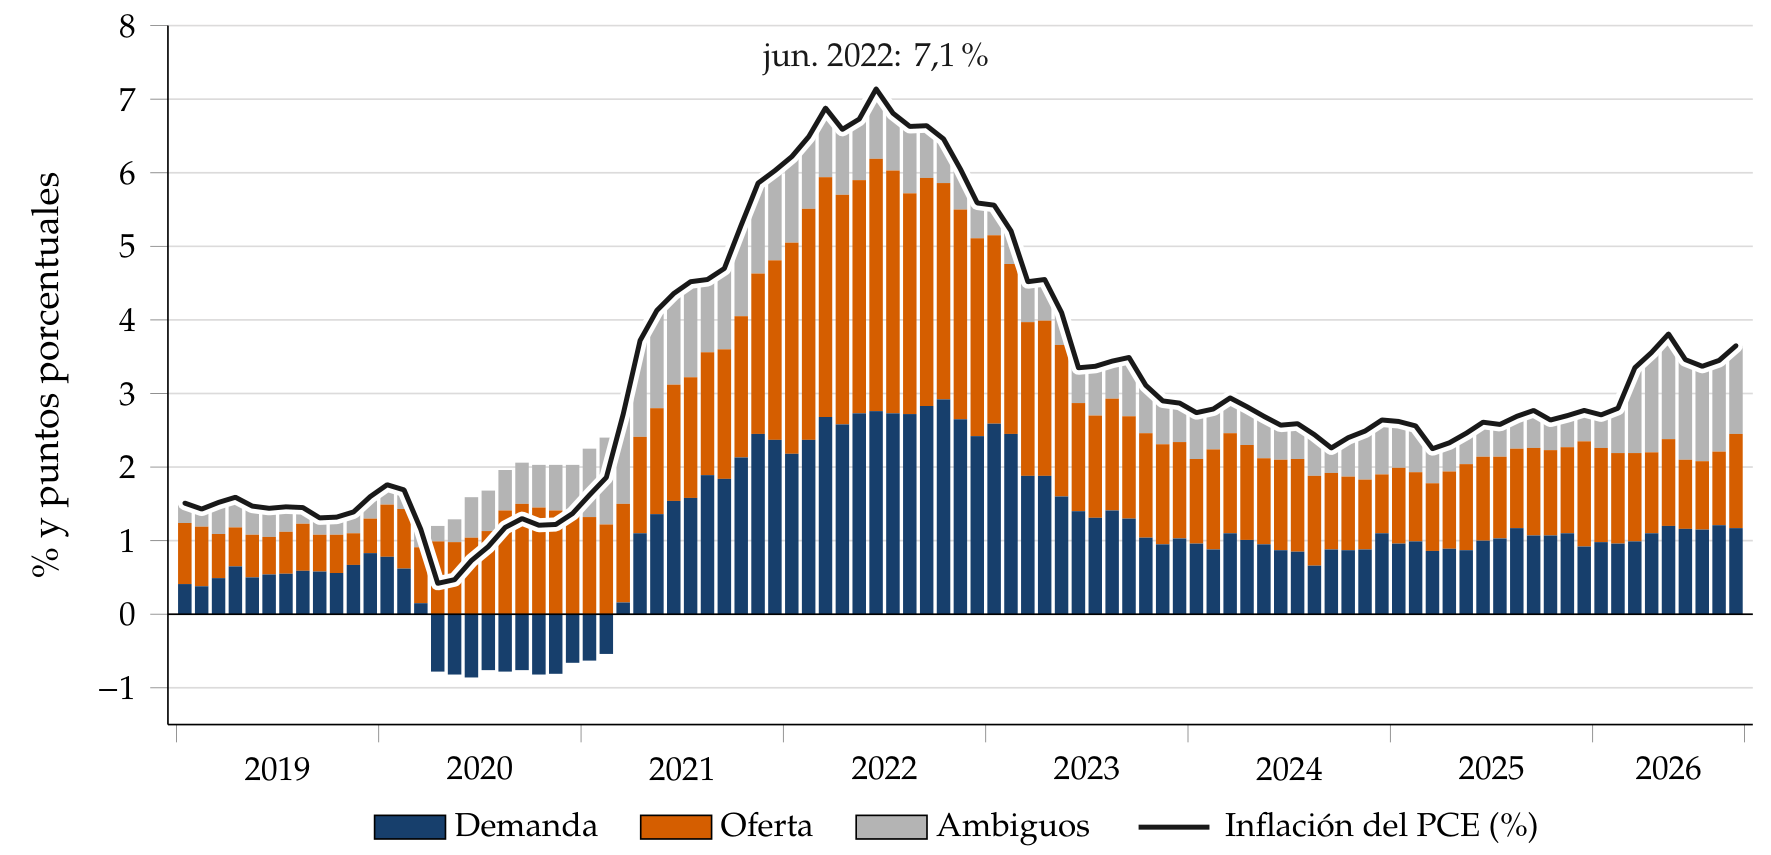 jun. 2022: 7,1 %
% y puntos porcentuales
8
7
6
5
4
3
2
1
0
−1
2019 2020 2021 2022 2023 2024 2025 2026
Demanda Oferta Ambiguos Inflación del PCE (%)